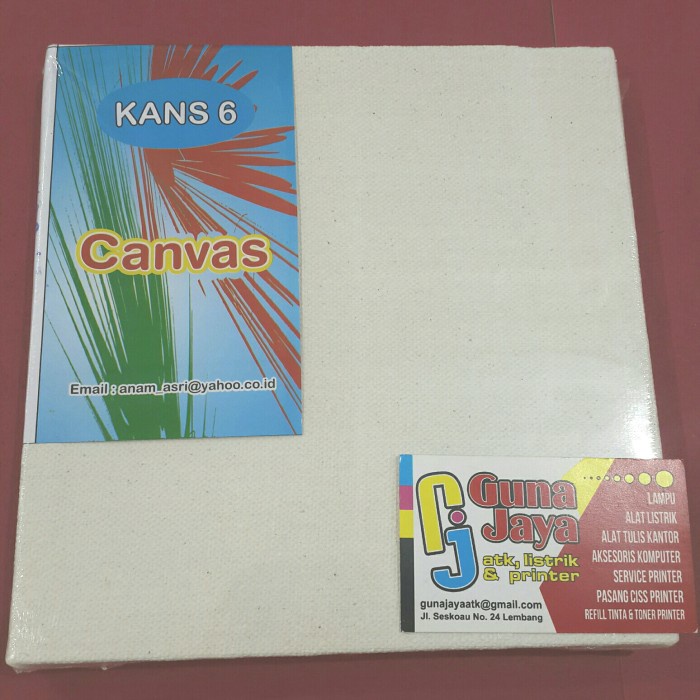 KANS 6
Canvas
Email : anam_asri@yahoo.co.id
Guna
Jaya
atk, listrik
& printer
gunajayaatk@gmail.com
Jl. Seskoau No. 24 Lembang
LAMPU
ALAT LISTRIK
ALAT TULIS KANTOR
AKSESORIS KOMPUTER
SERVICE PRINTER
PASANG CISS PRINTER
REFILL TINTA & TONER PRINTER